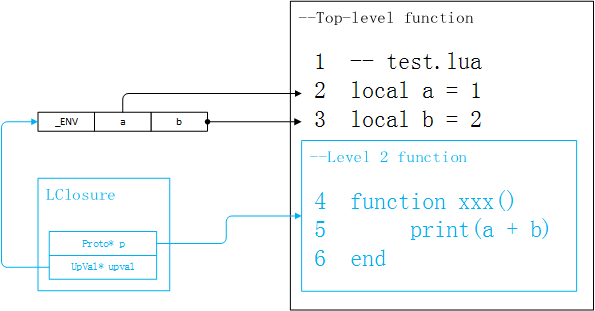 --Top-level function
1 -- test.lua
2 local a = 1
3 local b = 2
_ENV a b
--Level 2 function
4 function xxx()
5 print(a + b)
6 end
LClosure
Proto* p
UpVal* upval